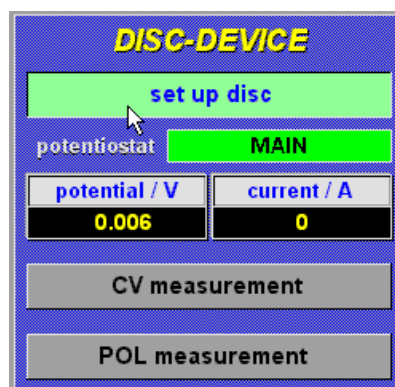 DISC-DEVICE
set up disc
potentiostat MAIN
potential / V current / A
0.006 0
CV measurement
POL measurement